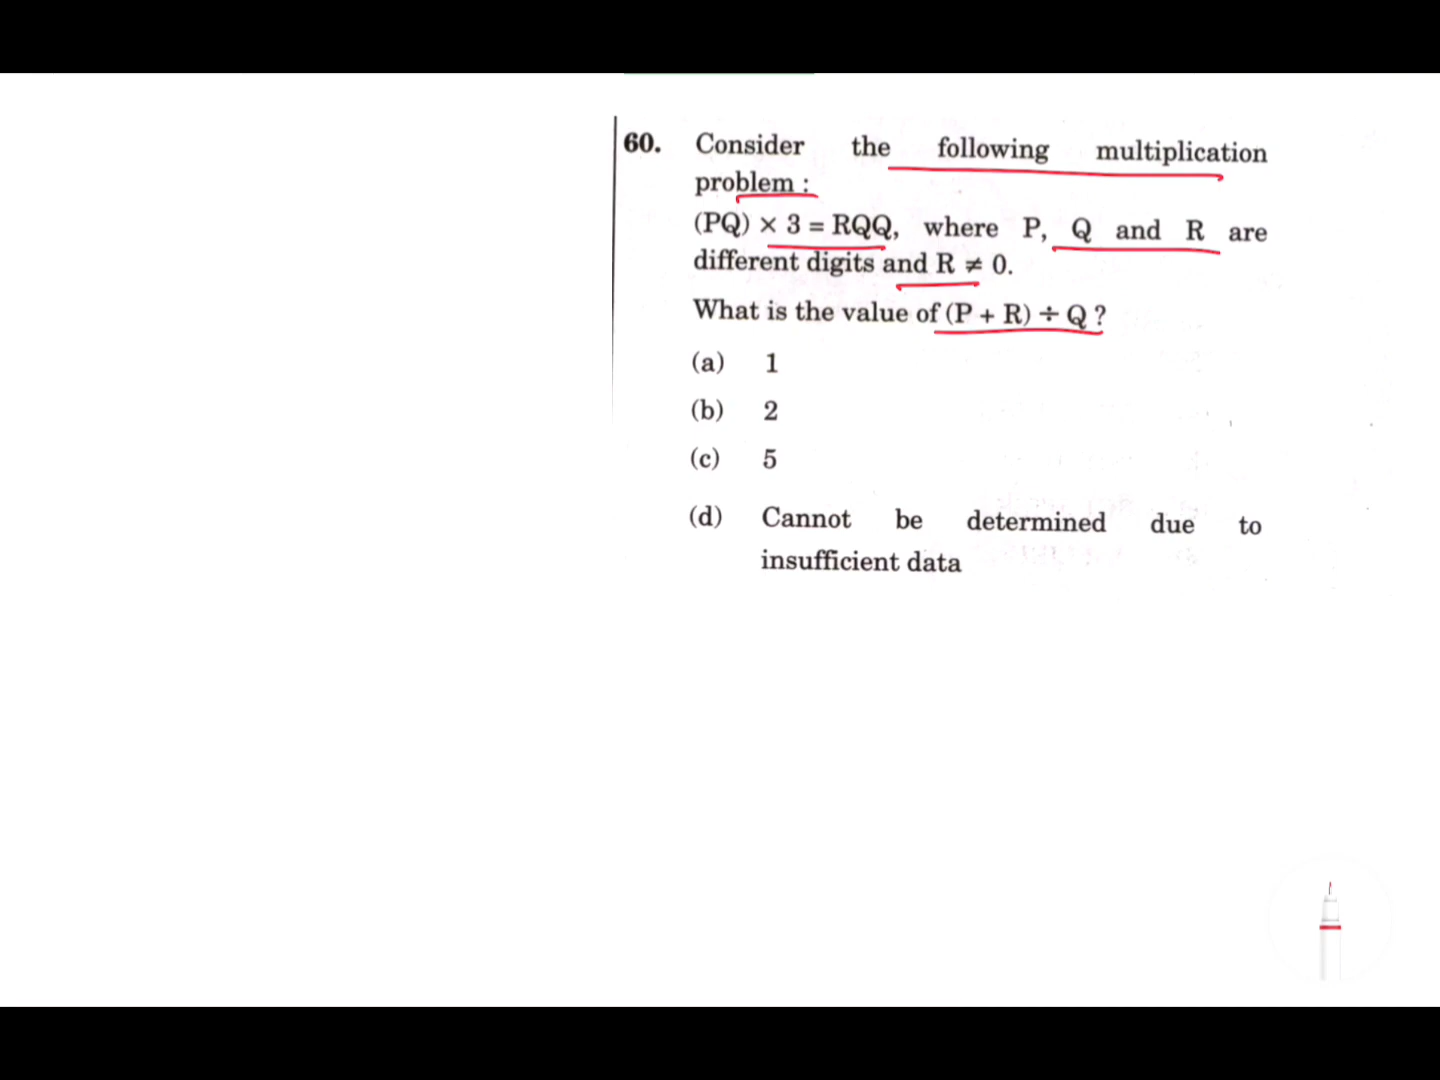 60. Consider the following multiplication
problem :
(PQ) × 3 = RQQ, where P, Q and R are
different digits and R ≠ 0.
What is the value of (P + R) ÷ Q ?
(a) 1
(b) 2
(c) 5
(d) Cannot be determined due to
insufficient data